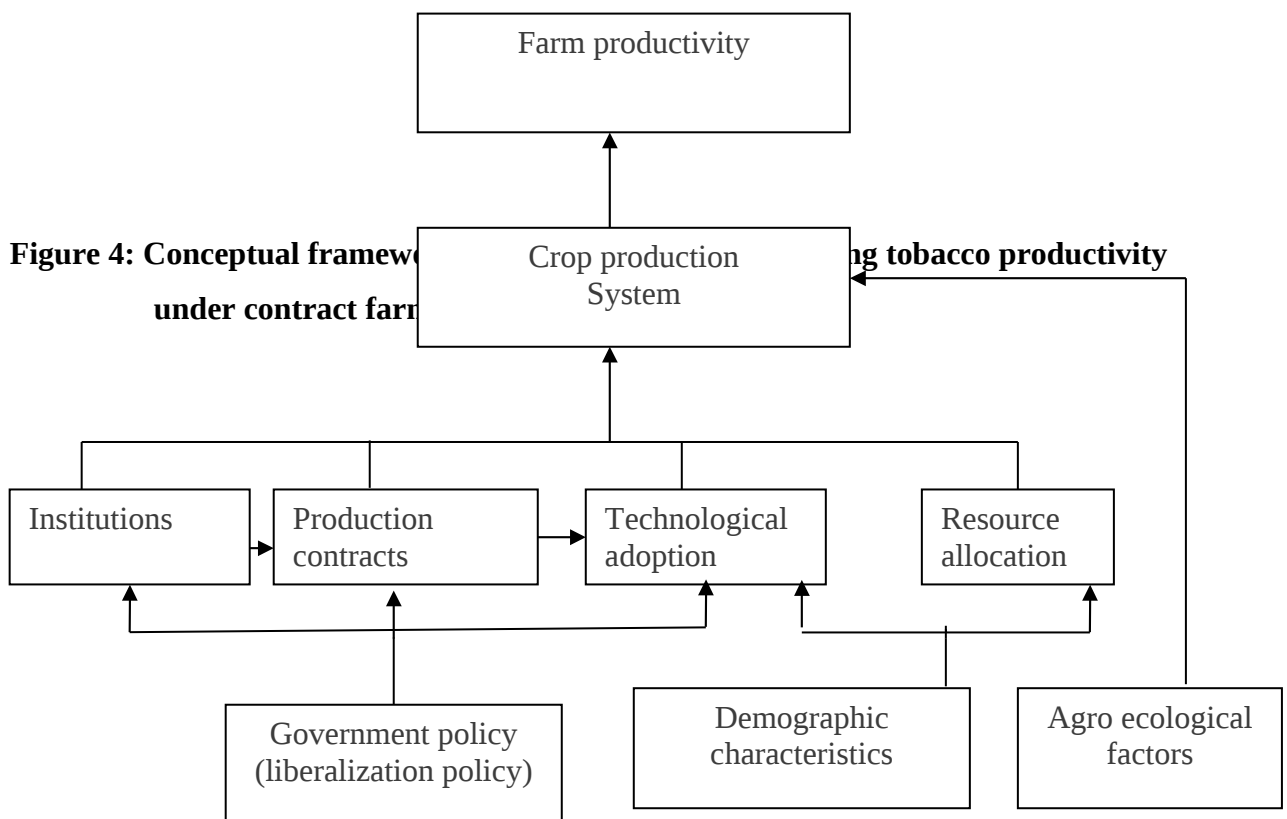 Farm productivity
Figure 4: Conceptual framew
ng tobacco productivity
Crop production
System
under contract farm
Institutions
Production
contracts
Technological
adoption
Resource
allocation
Government policy
(liberalization policy)
Demographic
characteristics
Agro ecological
factors